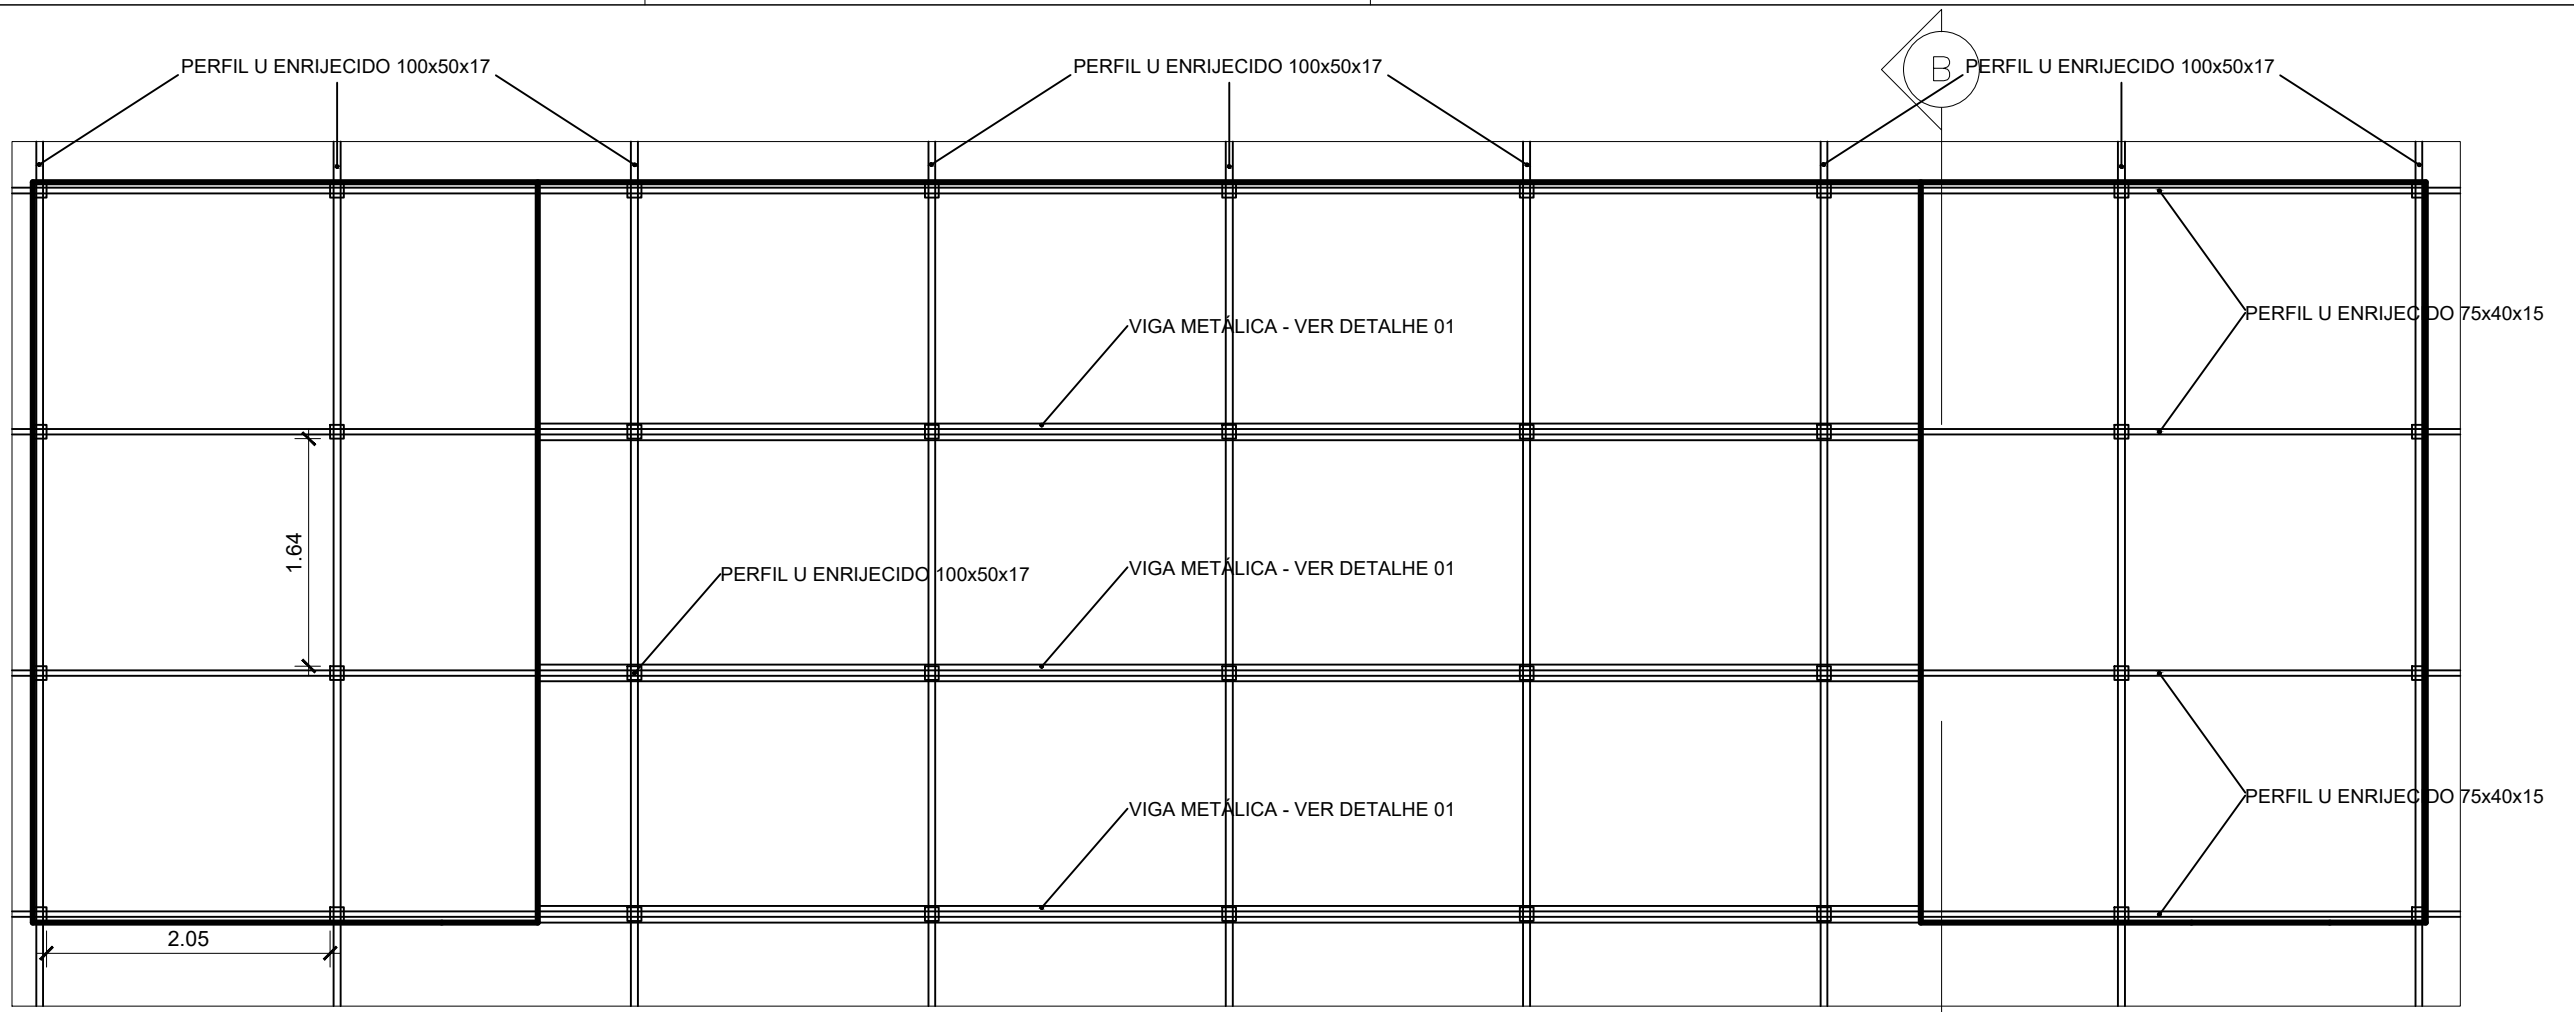 PERFIL U ENRIJECIDO 100x50x17
PERFIL U ENRIJECIDO 100x50x17
B
PERFIL U ENRIJECIDO 100x50x17
VIGA METÁLICA - VER DETALHE 01
PERFIL U ENRIJECIDO 75x40x15
1.64
PERFIL U ENRIJECIDO 100x50x17
VIGA METÁLICA - VER DETALHE 01
VIGA METÁLICA - VER DETALHE 01
PERFIL U ENRIJECIDO 75x40x15
2.05